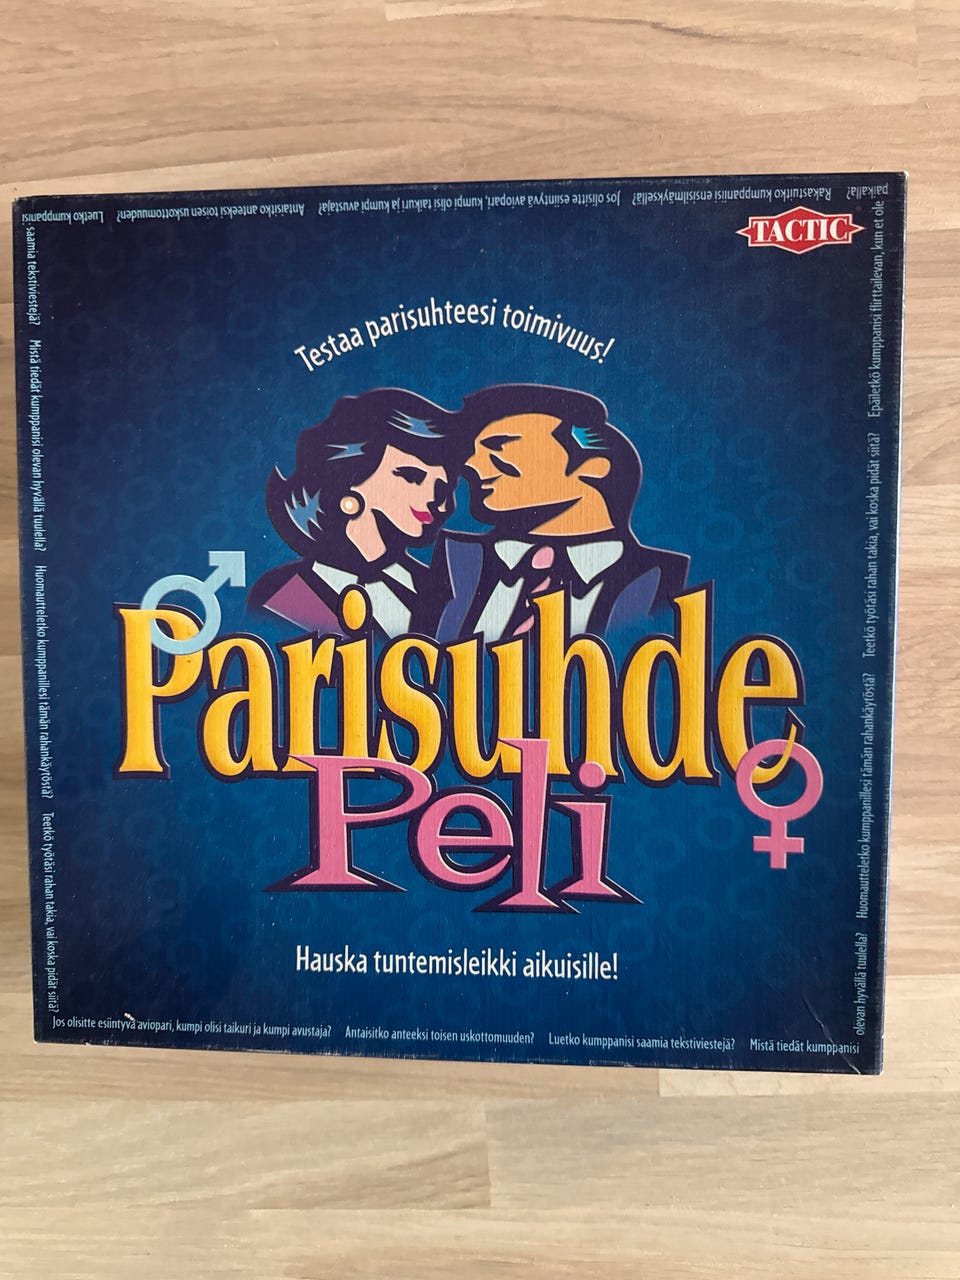 TACTIC
Testaa parisuhteesi toimivuus!
Parisuhde
Peli
Hauska tuntemisleikki aikuisille!
Jos olisitte esiintyvä aviopari, kumpi olisi taikuri ja kumpi avustaja? Antaisitko anteeksi toisen uskottomuuden? Luetko kumppanisi saamia tekstiviestejä? Mistä tiedät kumppanisi
olevan hyvällä tuulella? Huomautteletko kumppanillesi tämän rahankäytöstä? Teetkö työtäsi rahan takia, vai koska pidät siitä? Epäiletkö kumppanisi flirttailevan, kun et ole
paikalla? Rakastuitko kumppaniisi ensisilmäyksellä? Jos olisitte esiintyvä aviopari, kumpi olisi taikuri ja kumpi avustaja? Antaisitko anteeksi toisen uskottomuuden? Luetko kumppanisi
saamia tekstiviestejä? Mistä tiedät kumppanisi olevan hyvällä tuulella? Huomautteletko kumppanillesi tämän rahankäytöstä? Teetkö työtäsi rahan takia, vai koska pidät siitä?